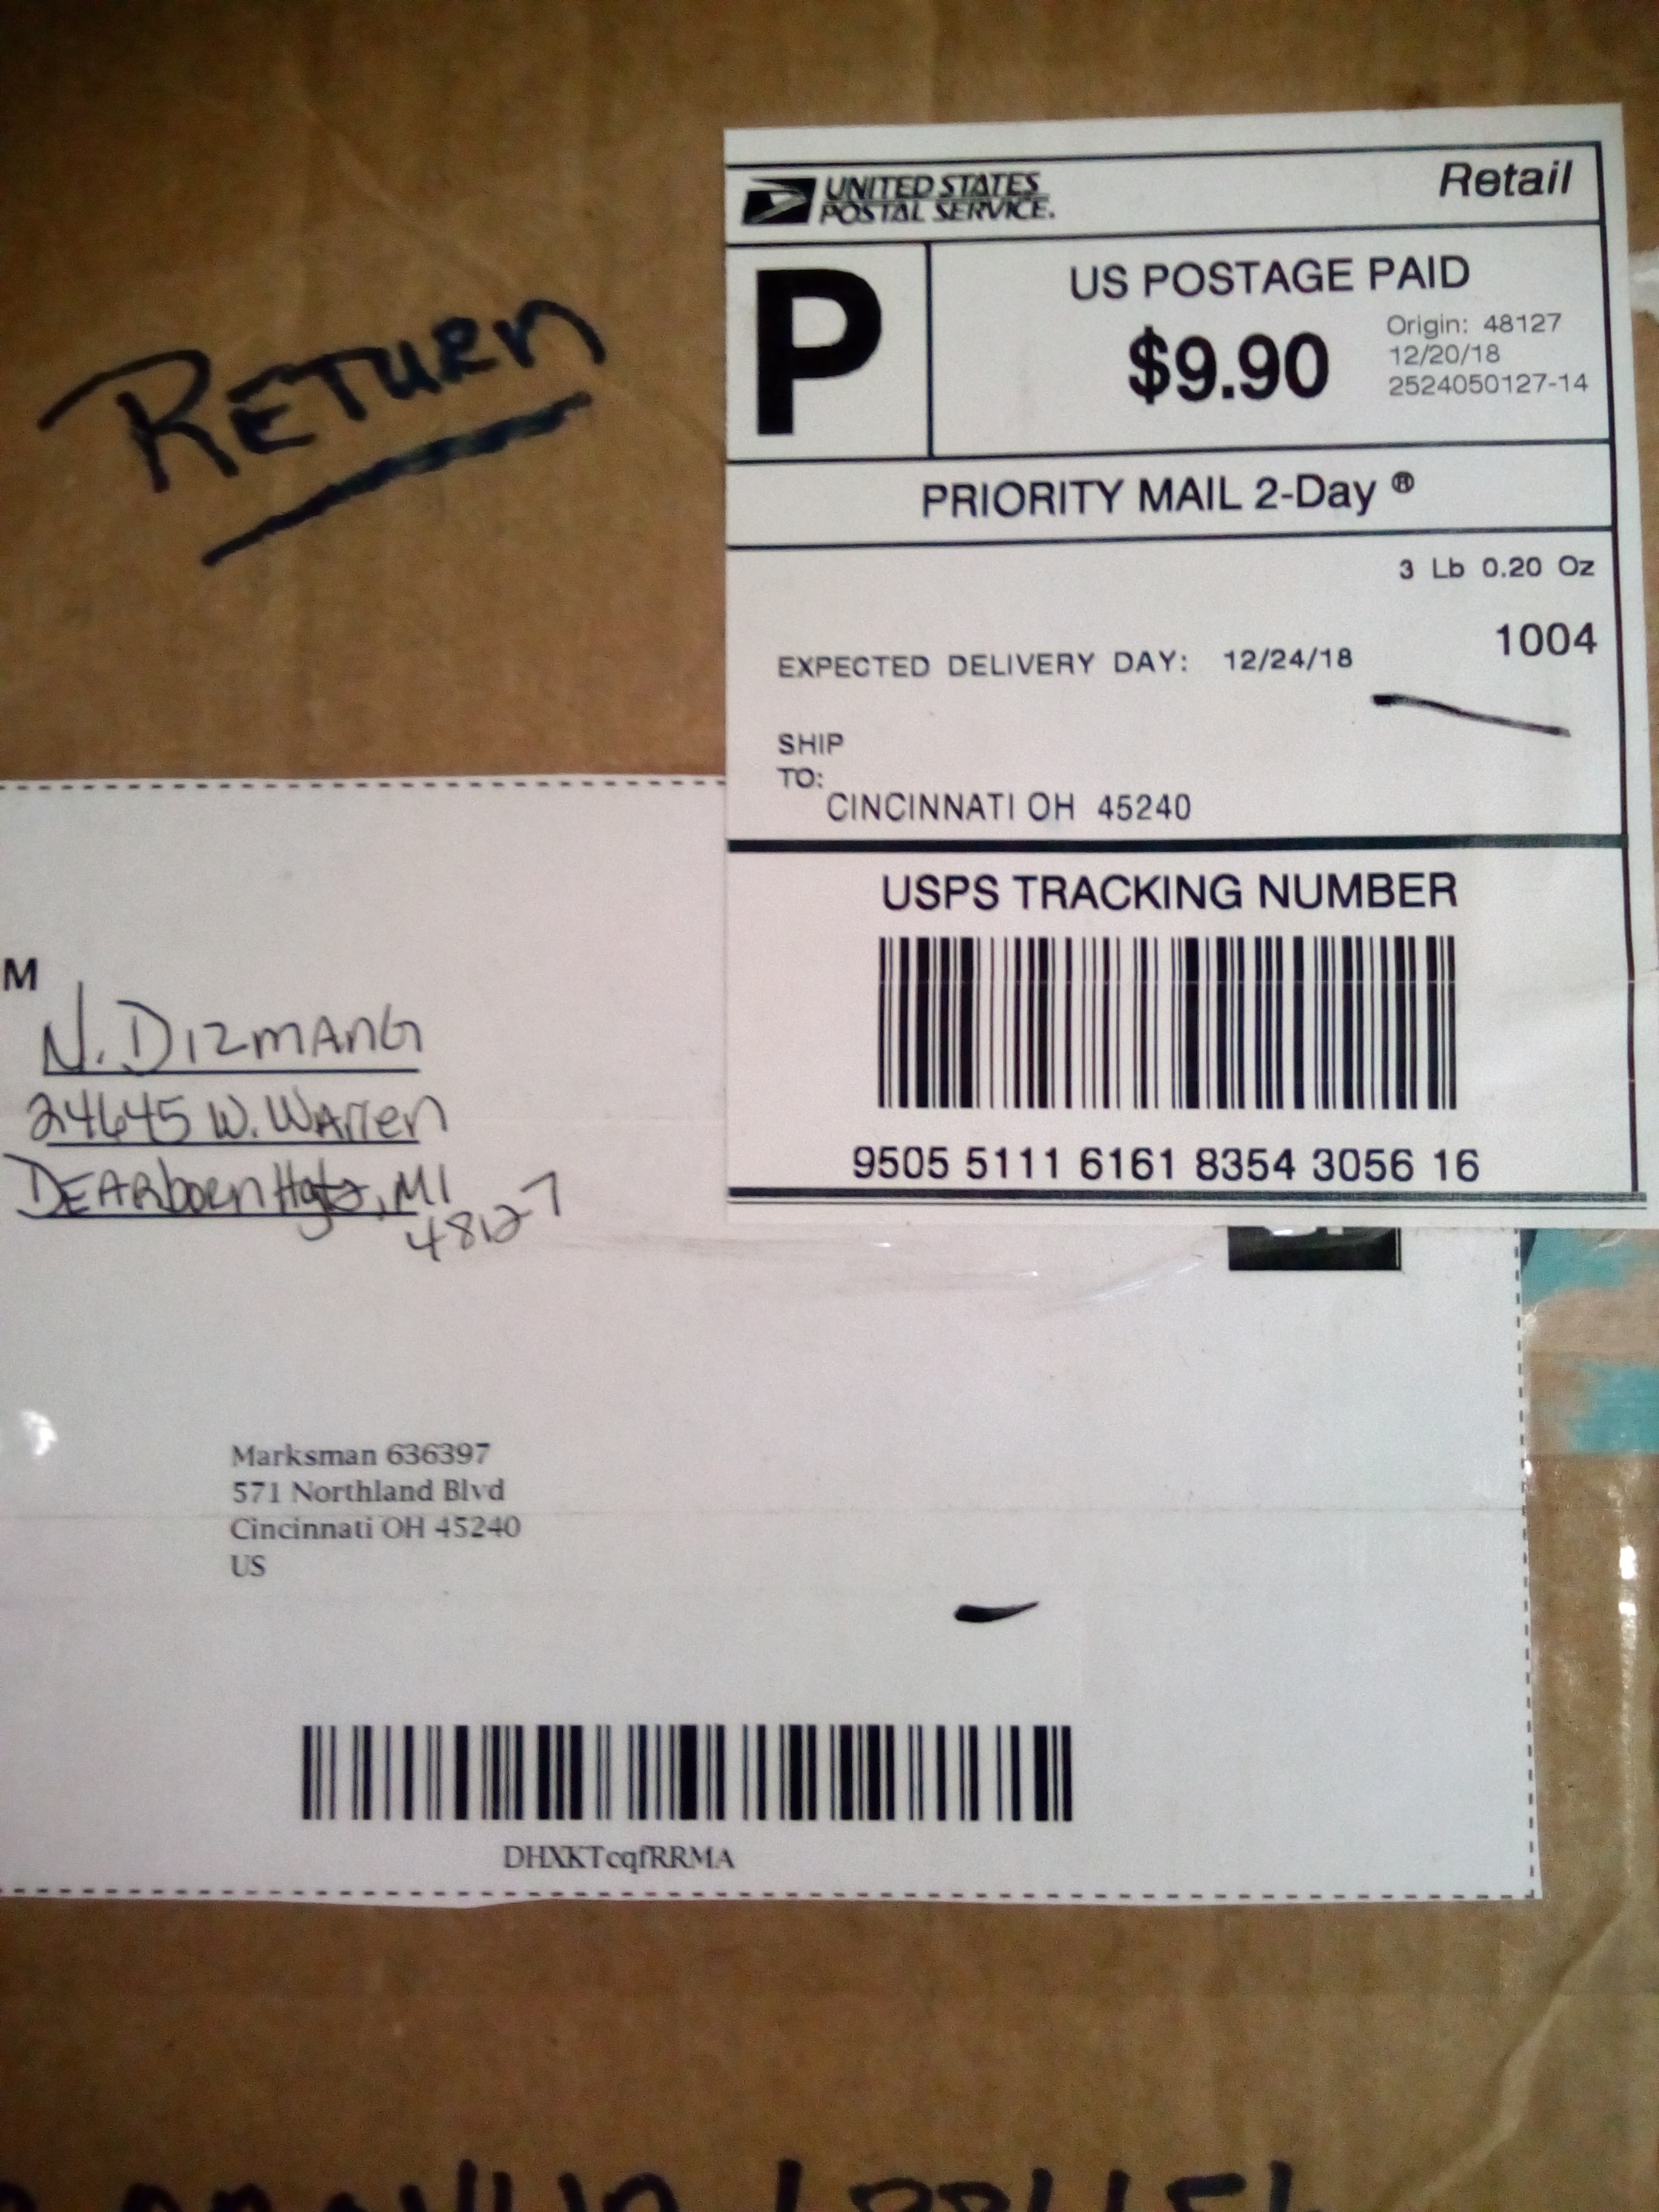 RETURN
UNITED STATES
POSTAL SERVICE.
Retail
P
US POSTAGE PAID
$9.90
Origin: 48127
12/20/18
2524050127-14
PRIORITY MAIL 2-Day ®
3 Lb 0.20 Oz
1004
EXPECTED DELIVERY DAY: 12/24/18
SHIP
TO:
CINCINNATI OH 45240
USPS TRACKING NUMBER
9505 5111 6161 8354 3056 16
M
N. DIZMANG
24645 W. WARREN
DEARBORN Hgts, MI
48127
Marksman 636397
571 Northland Blvd
Cincinnati OH 45240
US
DHXKTcqfRRMA